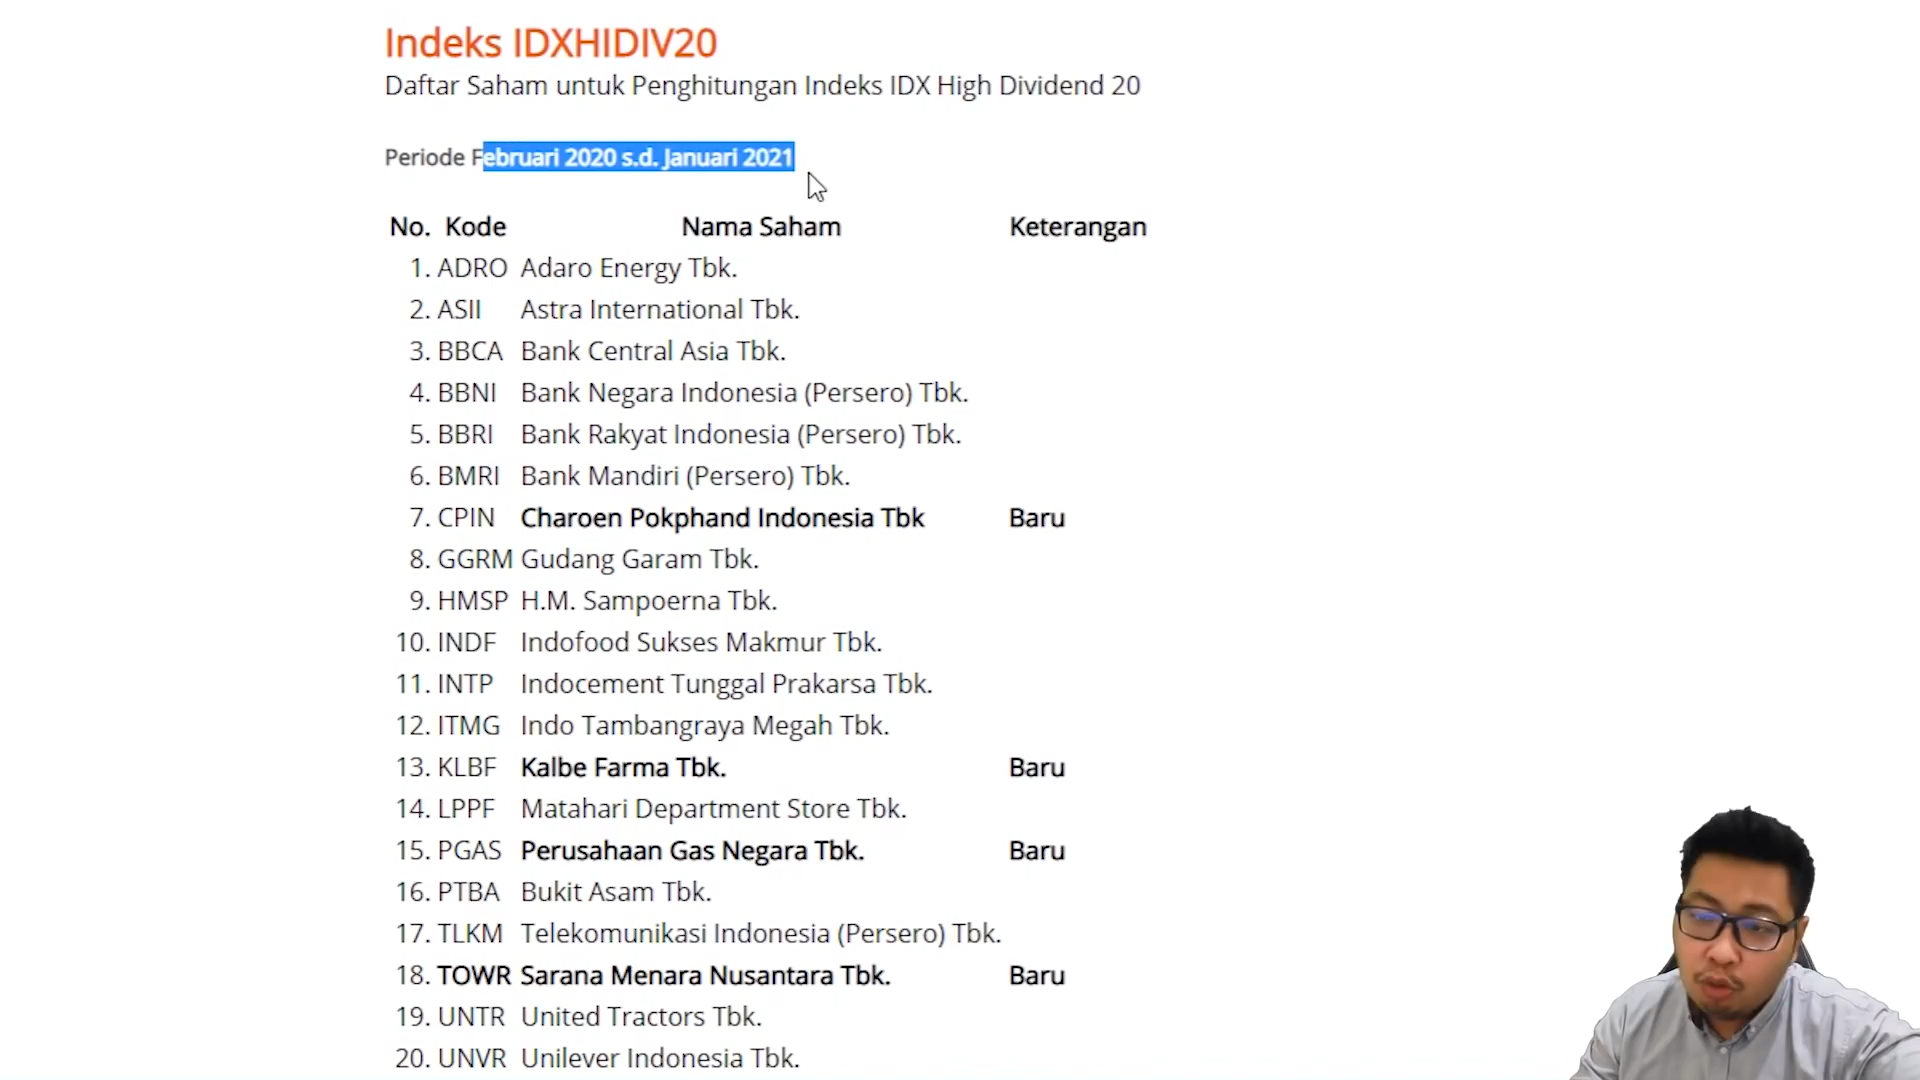 Indeks IDXHIDIV20
Daftar Saham untuk Penghitungan Indeks IDX High Dividend 20
Periode Februari 2020 s.d. Januari 2021
No. Kode Nama Saham Keterangan
1. ADRO Adaro Energy Tbk.
2. ASII Astra International Tbk.
3. BBCA Bank Central Asia Tbk.
4. BBNI Bank Negara Indonesia (Persero) Tbk.
5. BBRI Bank Rakyat Indonesia (Persero) Tbk.
6. BMRI Bank Mandiri (Persero) Tbk.
7. CPIN Charoen Pokphand Indonesia Tbk Baru
8. GGRM Gudang Garam Tbk.
9. HMSP H.M. Sampoerna Tbk.
10. INDF Indofood Sukses Makmur Tbk.
11. INTP Indocement Tunggal Prakarsa Tbk.
12. ITMG Indo Tambangraya Megah Tbk.
13. KLBF Kalbe Farma Tbk. Baru
14. LPPF Matahari Department Store Tbk.
15. PGAS Perusahaan Gas Negara Tbk. Baru
16. PTBA Bukit Asam Tbk.
17. TLKM Telekomunikasi Indonesia (Persero) Tbk.
18. TOWR Sarana Menara Nusantara Tbk. Baru
19. UNTR United Tractors Tbk.
20. UNVR Unilever Indonesia Tbk.